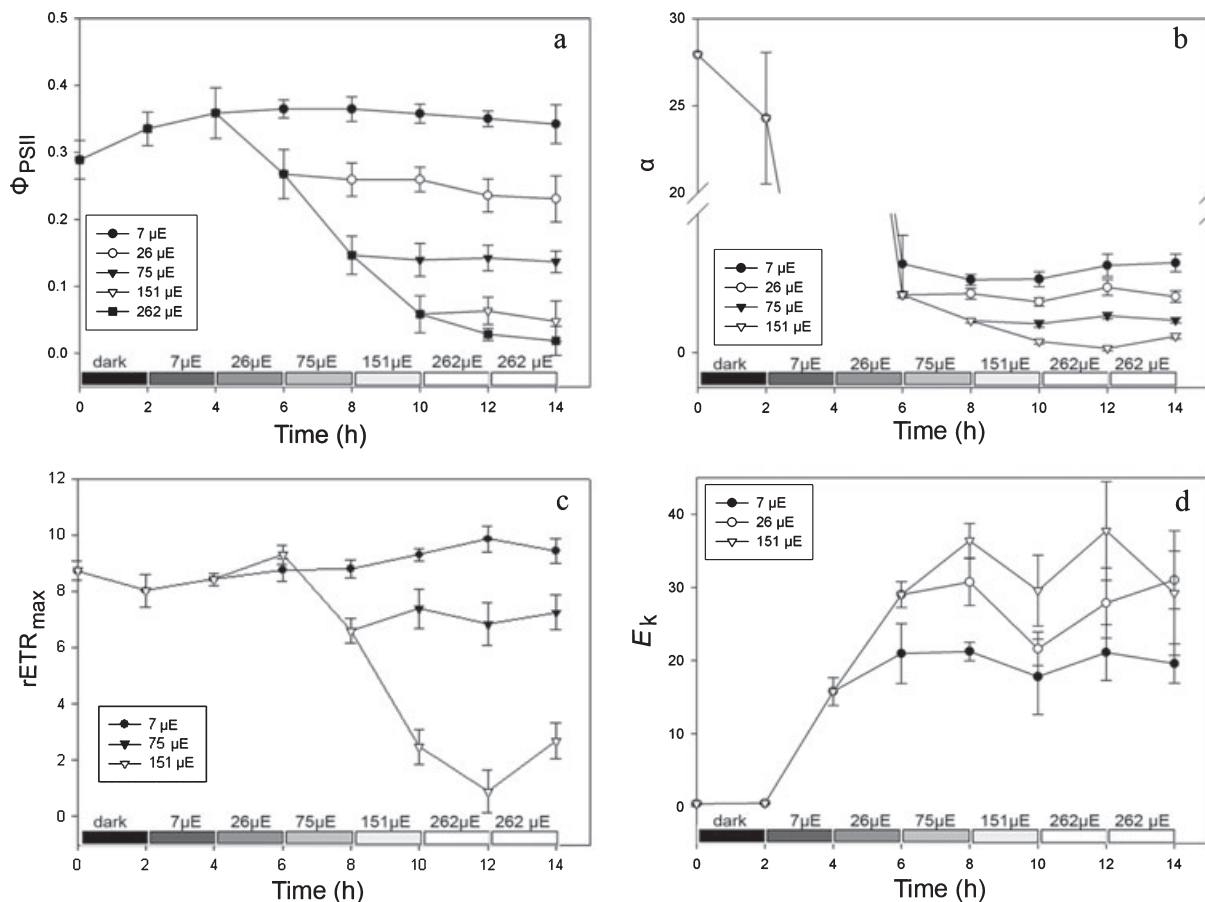 a
0.5
0.4
0.3
0.2
0.1
0.0
ΦPSII
7 µE
26 µE
75 µE
151 µE
262 µE
dark 7µE 26µE 75µE 151µE 262µE 262 µE
0 2 4 6 8 10 12 14
Time (h)
b
30
25
20
0
α
7 µE
26 µE
75 µE
151 µE
dark 7µE 26µE 75µE 151µE 262µE 262 µE
0 2 4 6 8 10 12 14
Time (h)
c
12
10
8
6
4
2
0
rETRmax
7 µE
75 µE
151 µE
dark 7µE 26µE 75µE 151µE 262µE 262 µE
0 2 4 6 8 10 12 14
Time (h)
d
40
30
20
10
0
Ek
7 µE
26 µE
151 µE
dark 7µE 26µE 75µE 151µE 262µE 262 µE
0 2 4 6 8 10 12 14
Time (h)